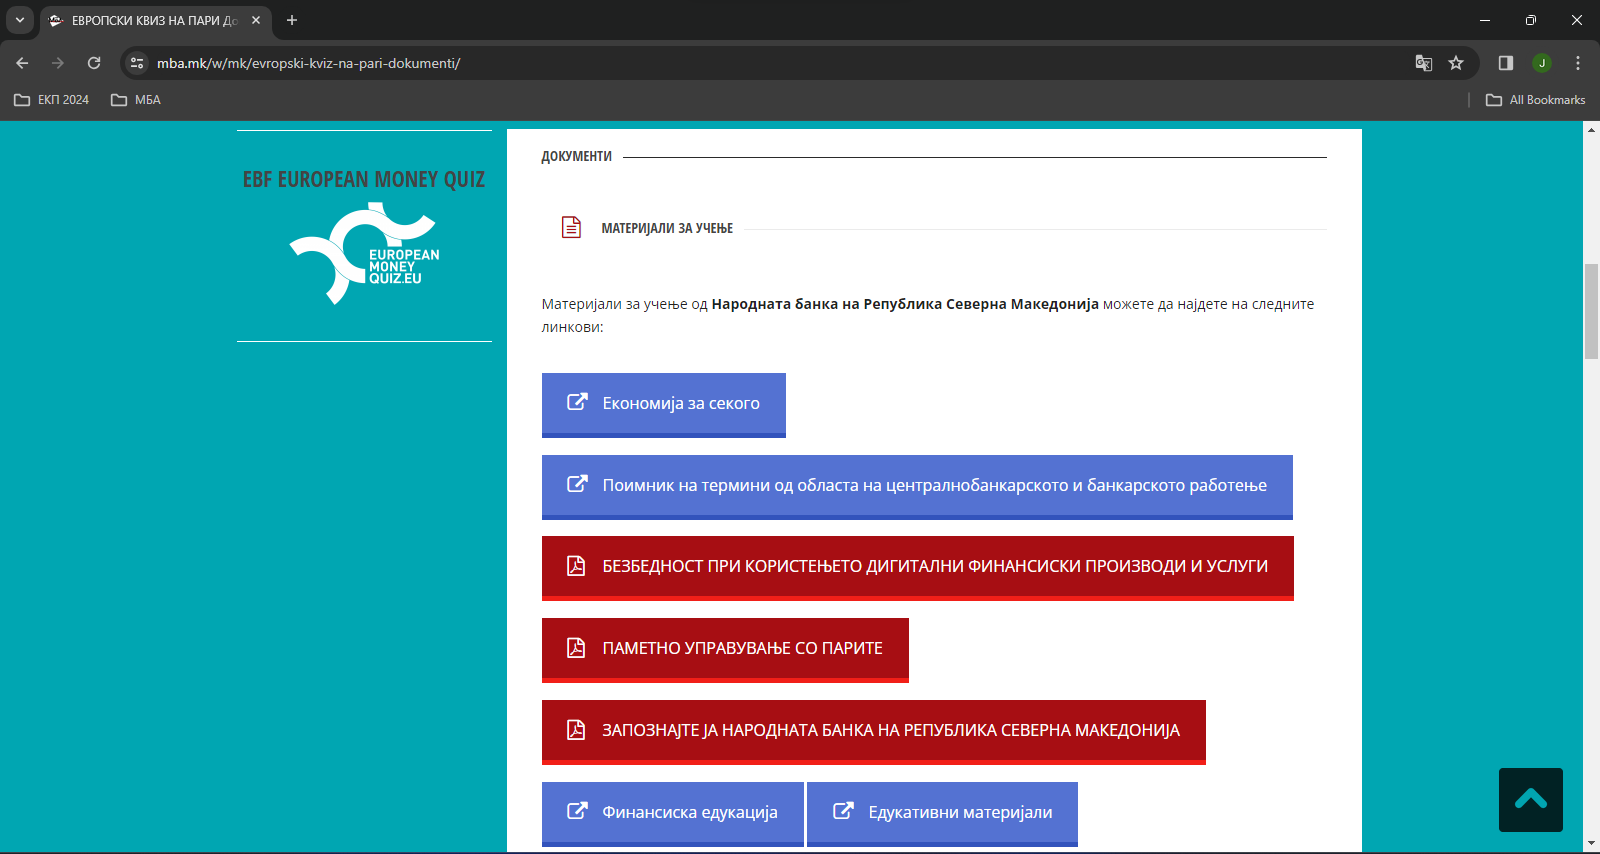 ЕВРОПСКИ КВИЗ НА ПАРИ До
mba.mk/w/mk/evropski-kviz-na-pari-dokumenti/
J
ЕКП 2024
МБА
All Bookmarks
EBF EUROPEAN MONEY QUIZ
EUROPEAN
MONEY
QUIZ.EU
ДОКУМЕНТИ
МАТЕРИЈАЛИ ЗА УЧЕЊЕ
Материјали за учење од Народната банка на Република Северна Македонија можете да најдете на следните
линкови:
Економија за секого
Поимник на термини од областа на централнобанкарското и банкарското работење
БЕЗБЕДНОСТ ПРИ КОРИСТЕЊЕТО ДИГИТАЛНИ ФИНАНСИСКИ ПРОИЗВОДИ И УСЛУГИ
ПАМЕТНО УПРАВУВАЊЕ СО ПАРИТЕ
ЗАПОЗНАЈТЕ ЈА НАРОДНАТА БАНКА НА РЕПУБЛИКА СЕВЕРНА МАКЕДОНИЈА
Финансиска едукација
Едукативни материјали